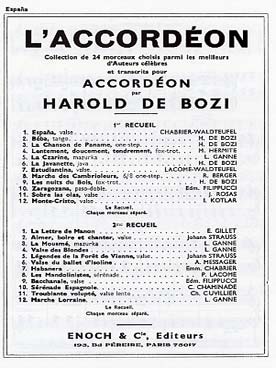 España
L'ACCORDÉON
Collection de 24 morceaux choisis parmi les meilleurs
d'Auteurs célèbres
et transcrits pour
ACCORDÉON
par
HAROLD DE BOZI
1er RECUEIL
1. España, valse CHABRIER-WALDTEUFEL
2. Béba, tango H. DE BOZI
3. La Chanson de Paname, one-step. H. DE BOZI
4. Lentement, doucement, tendrement, fox-trot. H. HERMITE
5. La Czarine, mazurka L. GANNE
6. La Javanette, java H. DE BOZI
7. Estudiantina, valse LACOME-WALDTEUFEL
8. Marche des Cambrioleurs, 6/8 one-step. R. BERGER
9. Les nuits du Bois, fox-trot H. DE BOZI
10. Zaragozana, paso-doble. Edm. FILIPPUCCI
11. Sobre las olas, valse J. ROSAS
12. Monte-Cristo, valse I. KOTLAR
Le Recueil.
Chaque morceau séparé.
2me RECUEIL
1. La Lettre de Manon E. GILLET
2. Aimer, boire et chanter, valse Johann STRAUSS
3. La Housmé, mazurka L. GANNE
4. Valse des Blondes L. GANNE
5. Légendes de la Forêt de Vienne, valse Johann STRAUSS
6. Valse du ballet d'Isoline A. MESSAGER
7. Habanera Emm. CHABRIER
8. Les Mandolinistes, sérénade P. LACOME
9. Bacchanale, valse Edm. FILIPPUCCI
10. Sérénade Espagnole C. CHAMINADE
11. Troublante volupté, valse lente Ch. CUVILLIER
12. Marche Lorraine L. GANNE
Le Recueil.
Chaque morceau séparé.
ENOCH & Cie, Editeurs
193, Bd PÉREIRE, PARIS 75017